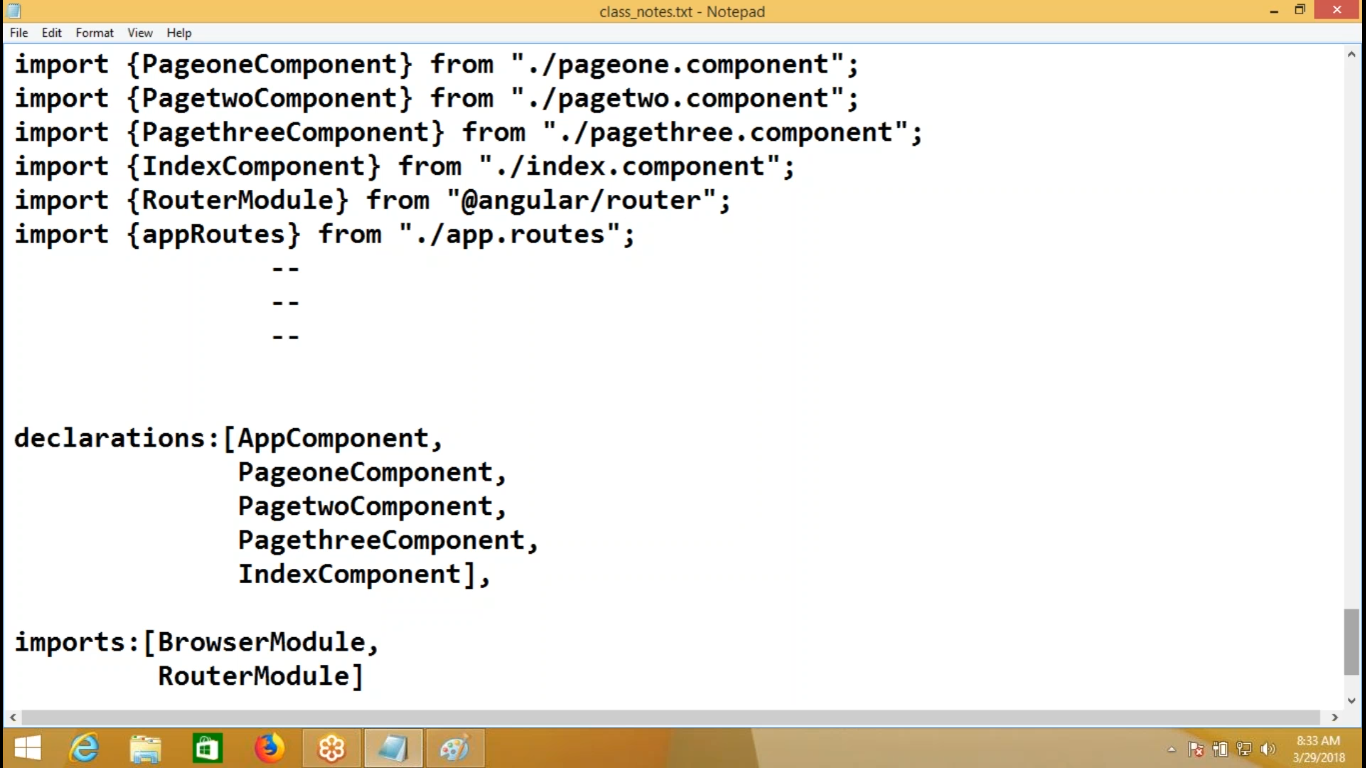 class_notes.txt - Notepad
File Edit Format View Help
import {PageoneComponent} from "./pageone.component";
import {PagetwoComponent} from "./pagetwo.component";
import {PagethreeComponent} from "./pagethree.component";
import {IndexComponent} from "./index.component";
import {RouterModule} from "@angular/router";
import {appRoutes} from "./app.routes";
--
--
--
declarations:[AppComponent,
PageoneComponent,
PagetwoComponent,
PagethreeComponent,
IndexComponent],
imports:[BrowserModule,
RouterModule]
8:33 AM
3/29/2018